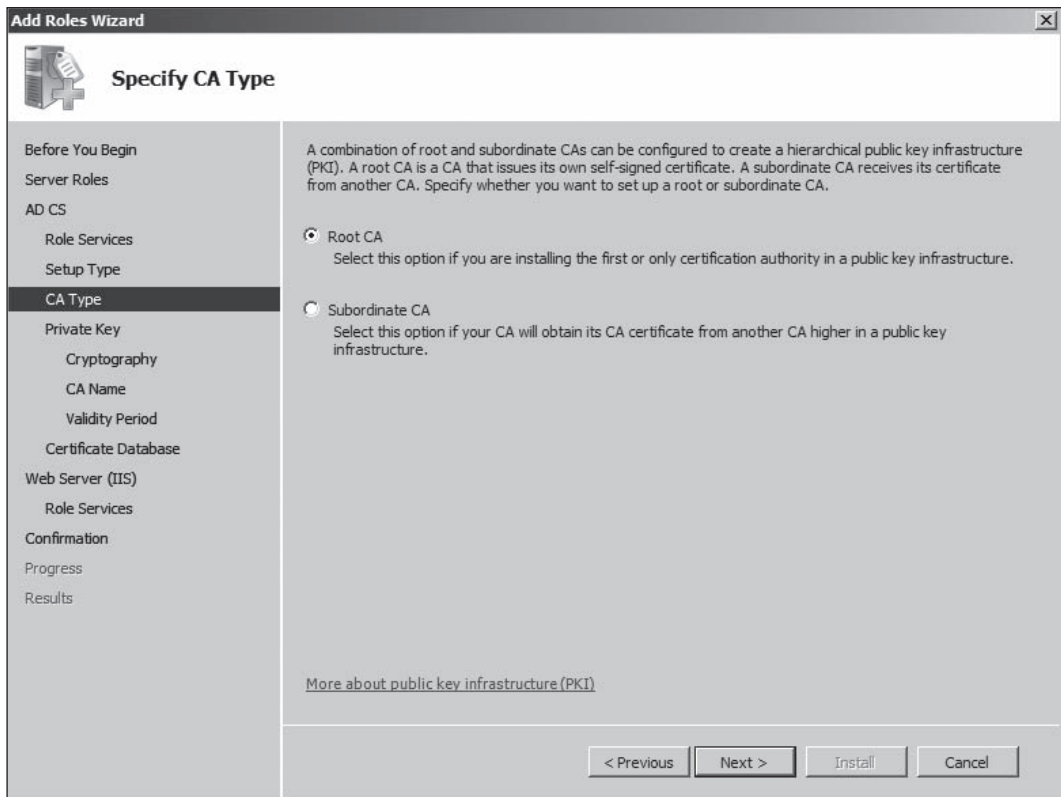 Add Roles Wizard
Specify CA Type
Before You Begin
Server Roles
AD CS
Role Services
Setup Type
CA Type
Private Key
Cryptography
CA Name
Validity Period
Certificate Database
Web Server (IIS)
Role Services
Confirmation
Progress
Results
A combination of root and subordinate CAs can be configured to create a hierarchical public key infrastructure
(PKI). A root CA is a CA that issues its own self-signed certificate. A subordinate CA receives its certificate
from another CA. Specify whether you want to set up a root or subordinate CA.
Root CA
Select this option if you are installing the first or only certification authority in a public key infrastructure.
Subordinate CA
Select this option if your CA will obtain its CA certificate from another CA higher in a public key
infrastructure.
More about public key infrastructure (PKI)
< Previous
Next >
Install
Cancel